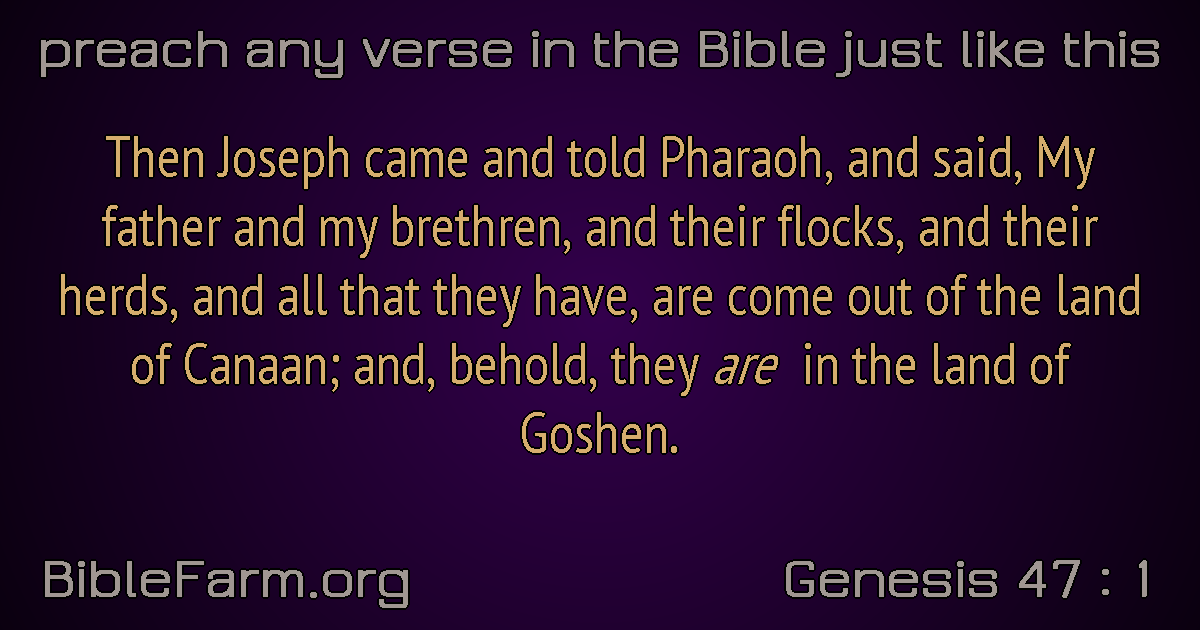 preach any verse in the Bible just like this
Then Joseph came and told Pharaoh, and said, My
father and my brethren, and their flocks, and their
herds, and all that they have, are come out of the land
of Canaan; and, behold, they are in the land of
Goshen.
BibleFarm.org
Genesis 47 : 1